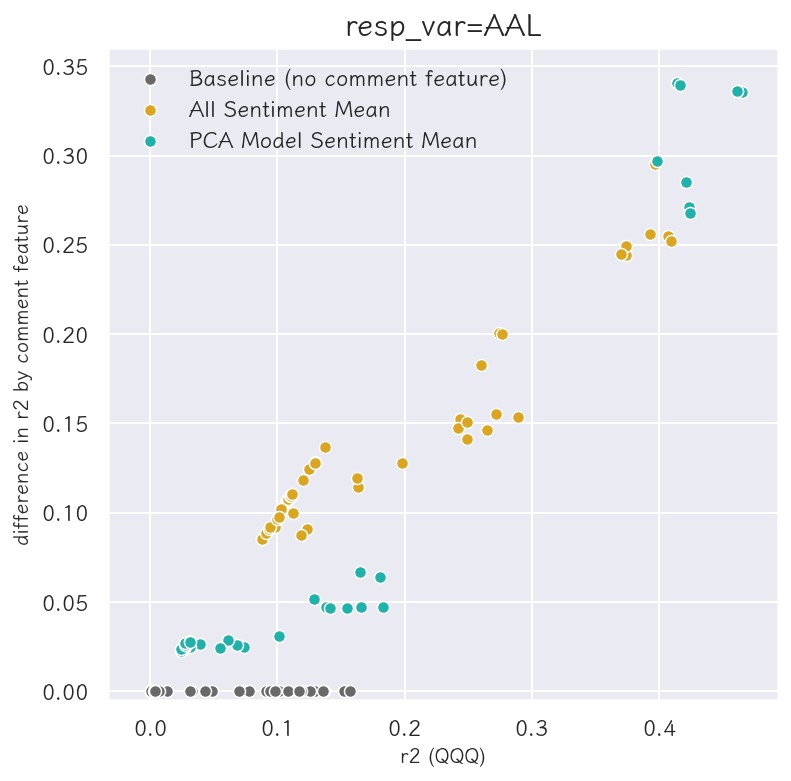 resp_var=AAL
Baseline (no comment feature)
All Sentiment Mean
PCA Model Sentiment Mean
difference in r2 by comment feature
0.35
0.30
0.25
0.20
0.15
0.10
0.05
0.00
0.0 0.1 0.2 0.3 0.4
r2 (QQQ)